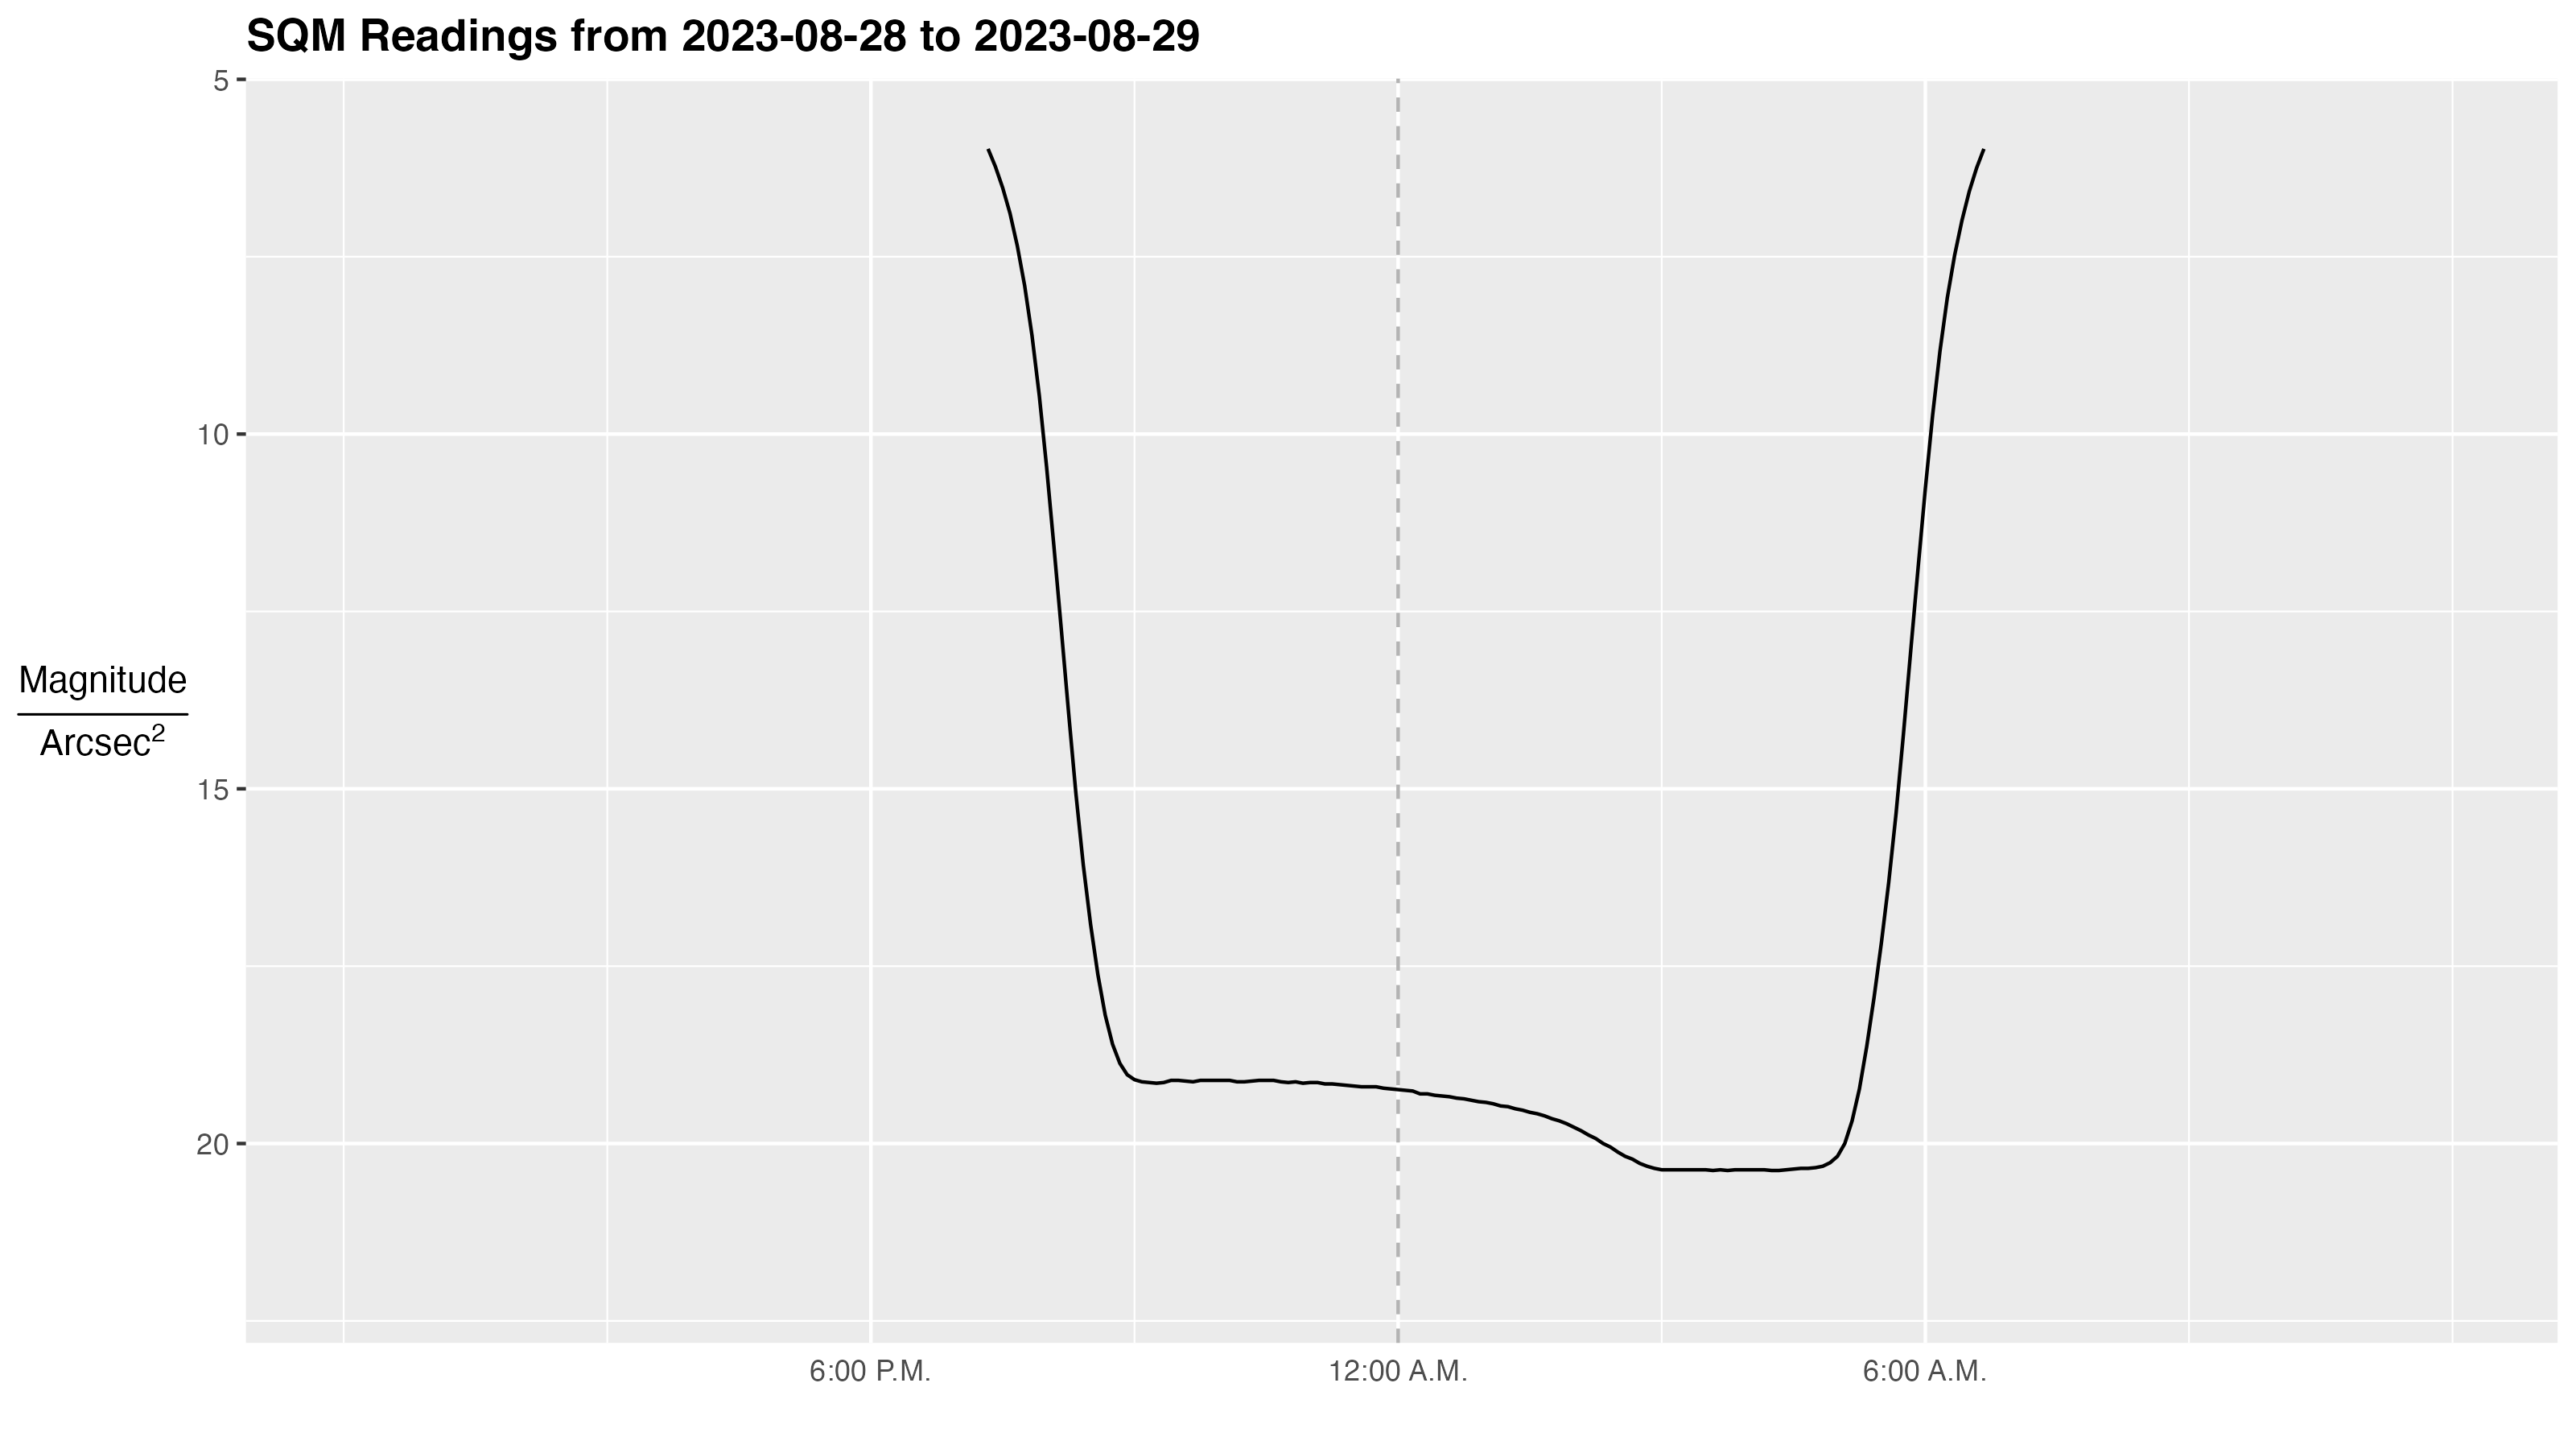 SQM Readings from 2023-08-28 to 2023-08-29
5
10
15
20
Magnitude
Arcsec²
6:00 P.M. 12:00 A.M. 6:00 A.M.